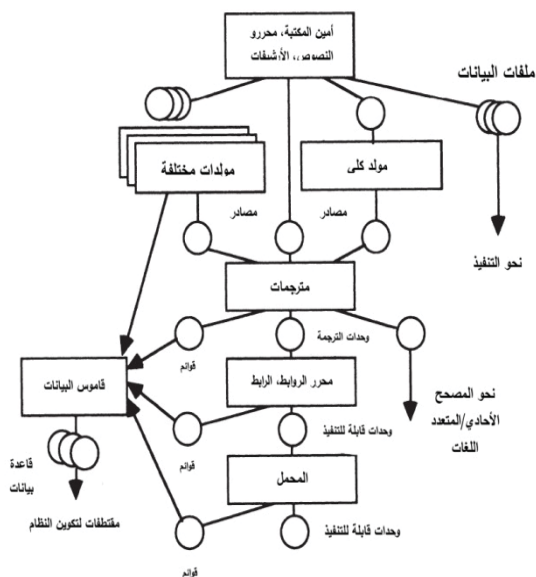 أمين المكتبة، محررو
النصوص، الأرشيفات
ملفات البيانات
مولدات مختلفة
مولد كلى
مصادر
مصادر
نحو التنفيذ
مترجمات
قوائم
وحدات الترجمة
قاموس البيانات
محرر الروابط، الرابط
نحو المصحح
الأحادي/المتعدد
اللغات
قوائم
وحدات قابلة للتنفيذ
قاعدة
بيانات
المحمل
مقتطفات لتكوين النظام
وحدات قابلة للتنفيذ
قوائم